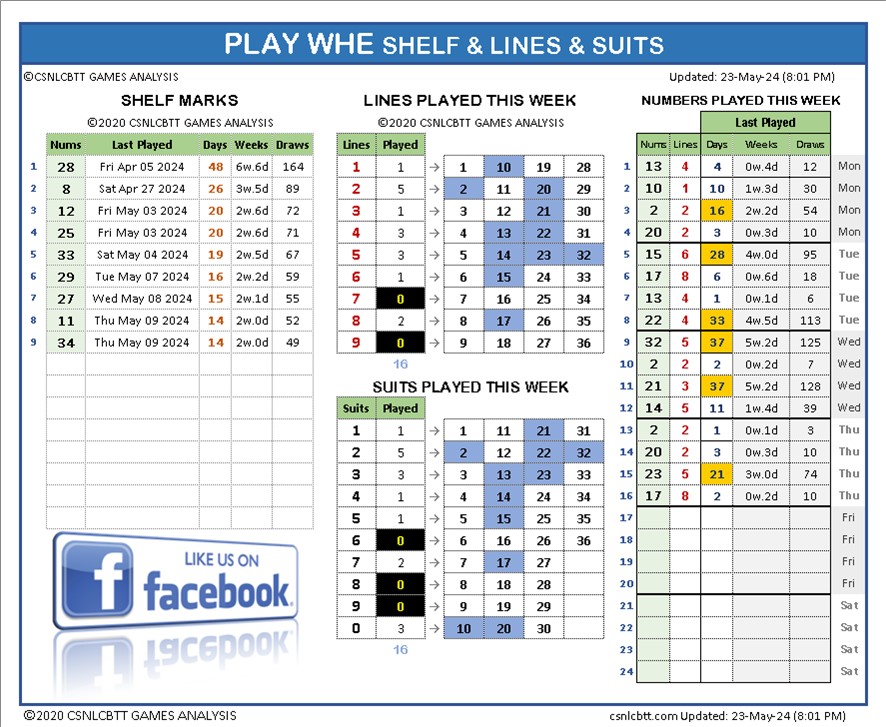 PLAY WHE SHELF & LINES & SUITS
©CSNLCBTT GAMES ANALYSIS
Updated: 23-May-24 (8:01 PM)
SHELF MARKS
©2020 CSNLCBTT GAMES ANALYSIS
Nums Last Played Days Weeks Draws
1 28 Fri Apr 05 2024 48 6w.6d 164
2 8 Sat Apr 27 2024 26 3w.5d 89
3 12 Fri May 03 2024 20 2w.6d 72
4 25 Fri May 03 2024 20 2w.6d 71
5 33 Sat May 04 2024 19 2w.5d 67
6 29 Tue May 07 2024 16 2w.2d 59
7 27 Wed May 08 2024 15 2w.1d 55
8 11 Thu May 09 2024 14 2w.0d 52
9 34 Thu May 09 2024 14 2w.0d 49
LIKE US ON
facebook
LINES PLAYED THIS WEEK
©2020 CSNLCBTT GAMES ANALYSIS
Lines Played
1 1 → 1 10 19 28
2 5 → 2 11 20 29
3 1 → 3 12 21 30
4 3 → 4 13 22 31
5 3 → 5 14 23 32
6 1 → 6 15 24 33
7 0 → 7 16 25 34
8 2 → 8 17 26 35
9 0 → 9 18 27 36
16
SUITS PLAYED THIS WEEK
Suits Played
1 1 → 1 11 21 31
2 5 → 2 12 22 32
3 3 → 3 13 23 33
4 1 → 4 14 24 34
5 1 → 5 15 25 35
6 0 → 6 16 26 36
7 2 → 7 17 27
8 0 → 8 18 28
9 0 → 9 19 29
0 3 → 10 20 30
16
NUMBERS PLAYED THIS WEEK
Last Played
Nums Lines Days Weeks Draws
1 13 4 4 0w.4d 12 Mon
2 10 1 10 1w.3d 30 Mon
3 2 2 16 2w.2d 54 Mon
4 20 2 3 0w.3d 10 Mon
5 15 6 28 4w.0d 95 Tue
6 17 8 6 0w.6d 18 Tue
7 13 4 1 0w.1d 6 Tue
8 22 4 33 4w.5d 113 Tue
9 32 5 37 5w.2d 125 Wed
10 2 2 2 0w.2d 7 Wed
11 21 3 37 5w.2d 128 Wed
12 14 5 11 1w.4d 39 Wed
13 2 2 1 0w.1d 3 Thu
14 20 2 3 0w.3d 10 Thu
15 23 5 21 3w.0d 74 Thu
16 17 8 2 0w.2d 10 Thu
17 Fri
18 Fri
19 Fri
20 Fri
21 Sat
22 Sat
23 Sat
24 Sat
©2020 CSNLCBTT GAMES ANALYSIS
csnlcbtt.com Updated: 23-May-24 (8:01 PM)